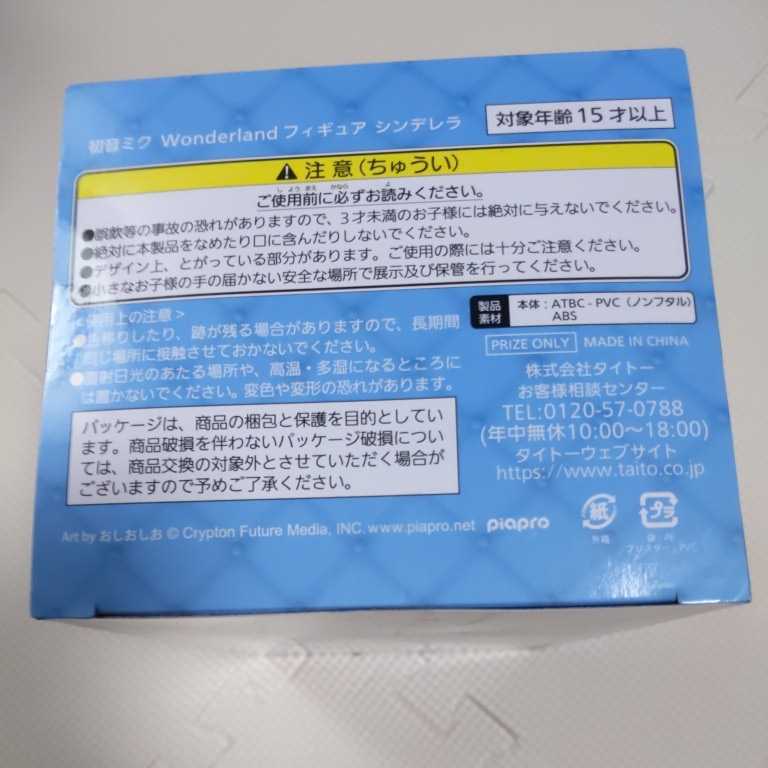 初音ミク Wonderland フィギュア シンデレラ
対象年齢 15 才以上
注意(ちゅうい)
ご使用前に必ずお読みください。
●誤飲等の事故の恐れがありますので、3才未満のお子様には絶対に与えないでください。
●絶対に本製品をなめたり口に含んだりしないでください。
●デザイン上、とがっている部分があります。ご使用の際には十分ご注意ください。
●小さなお子様の手の届かない安全な場所で展示及び保管を行ってください。
<使用上の注意>
●色移りしたり、跡が残る場合がありますので、長期間
同じ場所に接触させておかないでください。
●直射日光のあたる場所や、高温・多湿になるところに
は置かないでください。変色や変形の恐れがあります。
パッケージは、商品の梱包と保護を目的としてい
ます。商品破損を伴わないパッケージ破損につい
ては、商品交換の対象外とさせていただく場合が
ございますので予めご了承ください。
製品
素材
本体:ATBC-PVC(ノンフタル)
ABS
PRIZE ONLY MADE IN CHINA
株式会社タイトー
お客様相談センター
TEL:0120-57-0788
(年中無休10:00〜18:00)
タイトーウェブサイト
https://www.taito.co.jp
Art by おしおしお © Crypton Future Media, INC. www.piapro.net piapro
紙
外箱
プラ
ブリスター、PVC